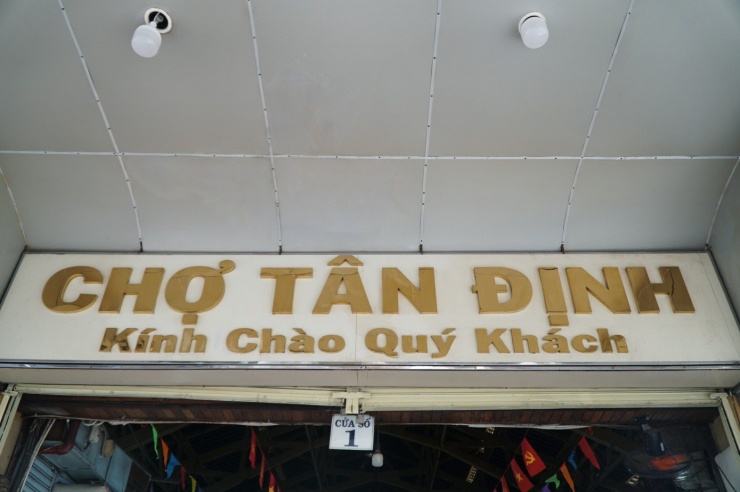 CHỢ TÂN ĐỊNH
Kính Chào Quý Khách
CỬA SỐ
1